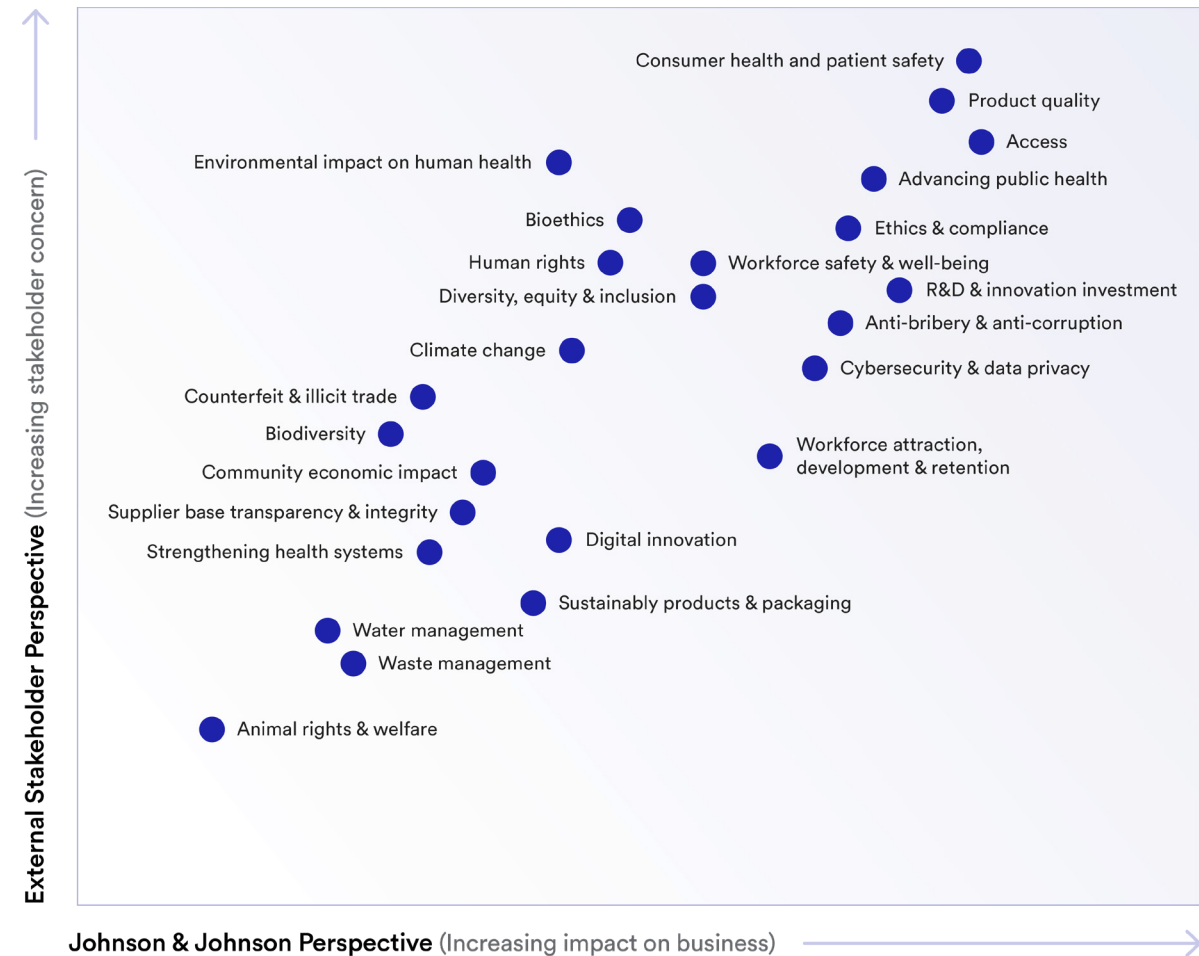 External Stakeholder Perspective (Increasing stakeholder concern)
Consumer health and patient safety
Product quality
Access
Environmental impact on human health
Advancing public health
Bioethics
Ethics & compliance
Human rights
Workforce safety & well-being
R&D & innovation investment
Diversity, equity & inclusion
Anti-bribery & anti-corruption
Climate change
Cybersecurity & data privacy
Counterfeit & illicit trade
Biodiversity
Workforce attraction,
development & retention
Community economic impact
Supplier base transparency & integrity
Digital innovation
Strengthening health systems
Sustainably products & packaging
Water management
Waste management
Animal rights & welfare
Johnson & Johnson Perspective (Increasing impact on business)